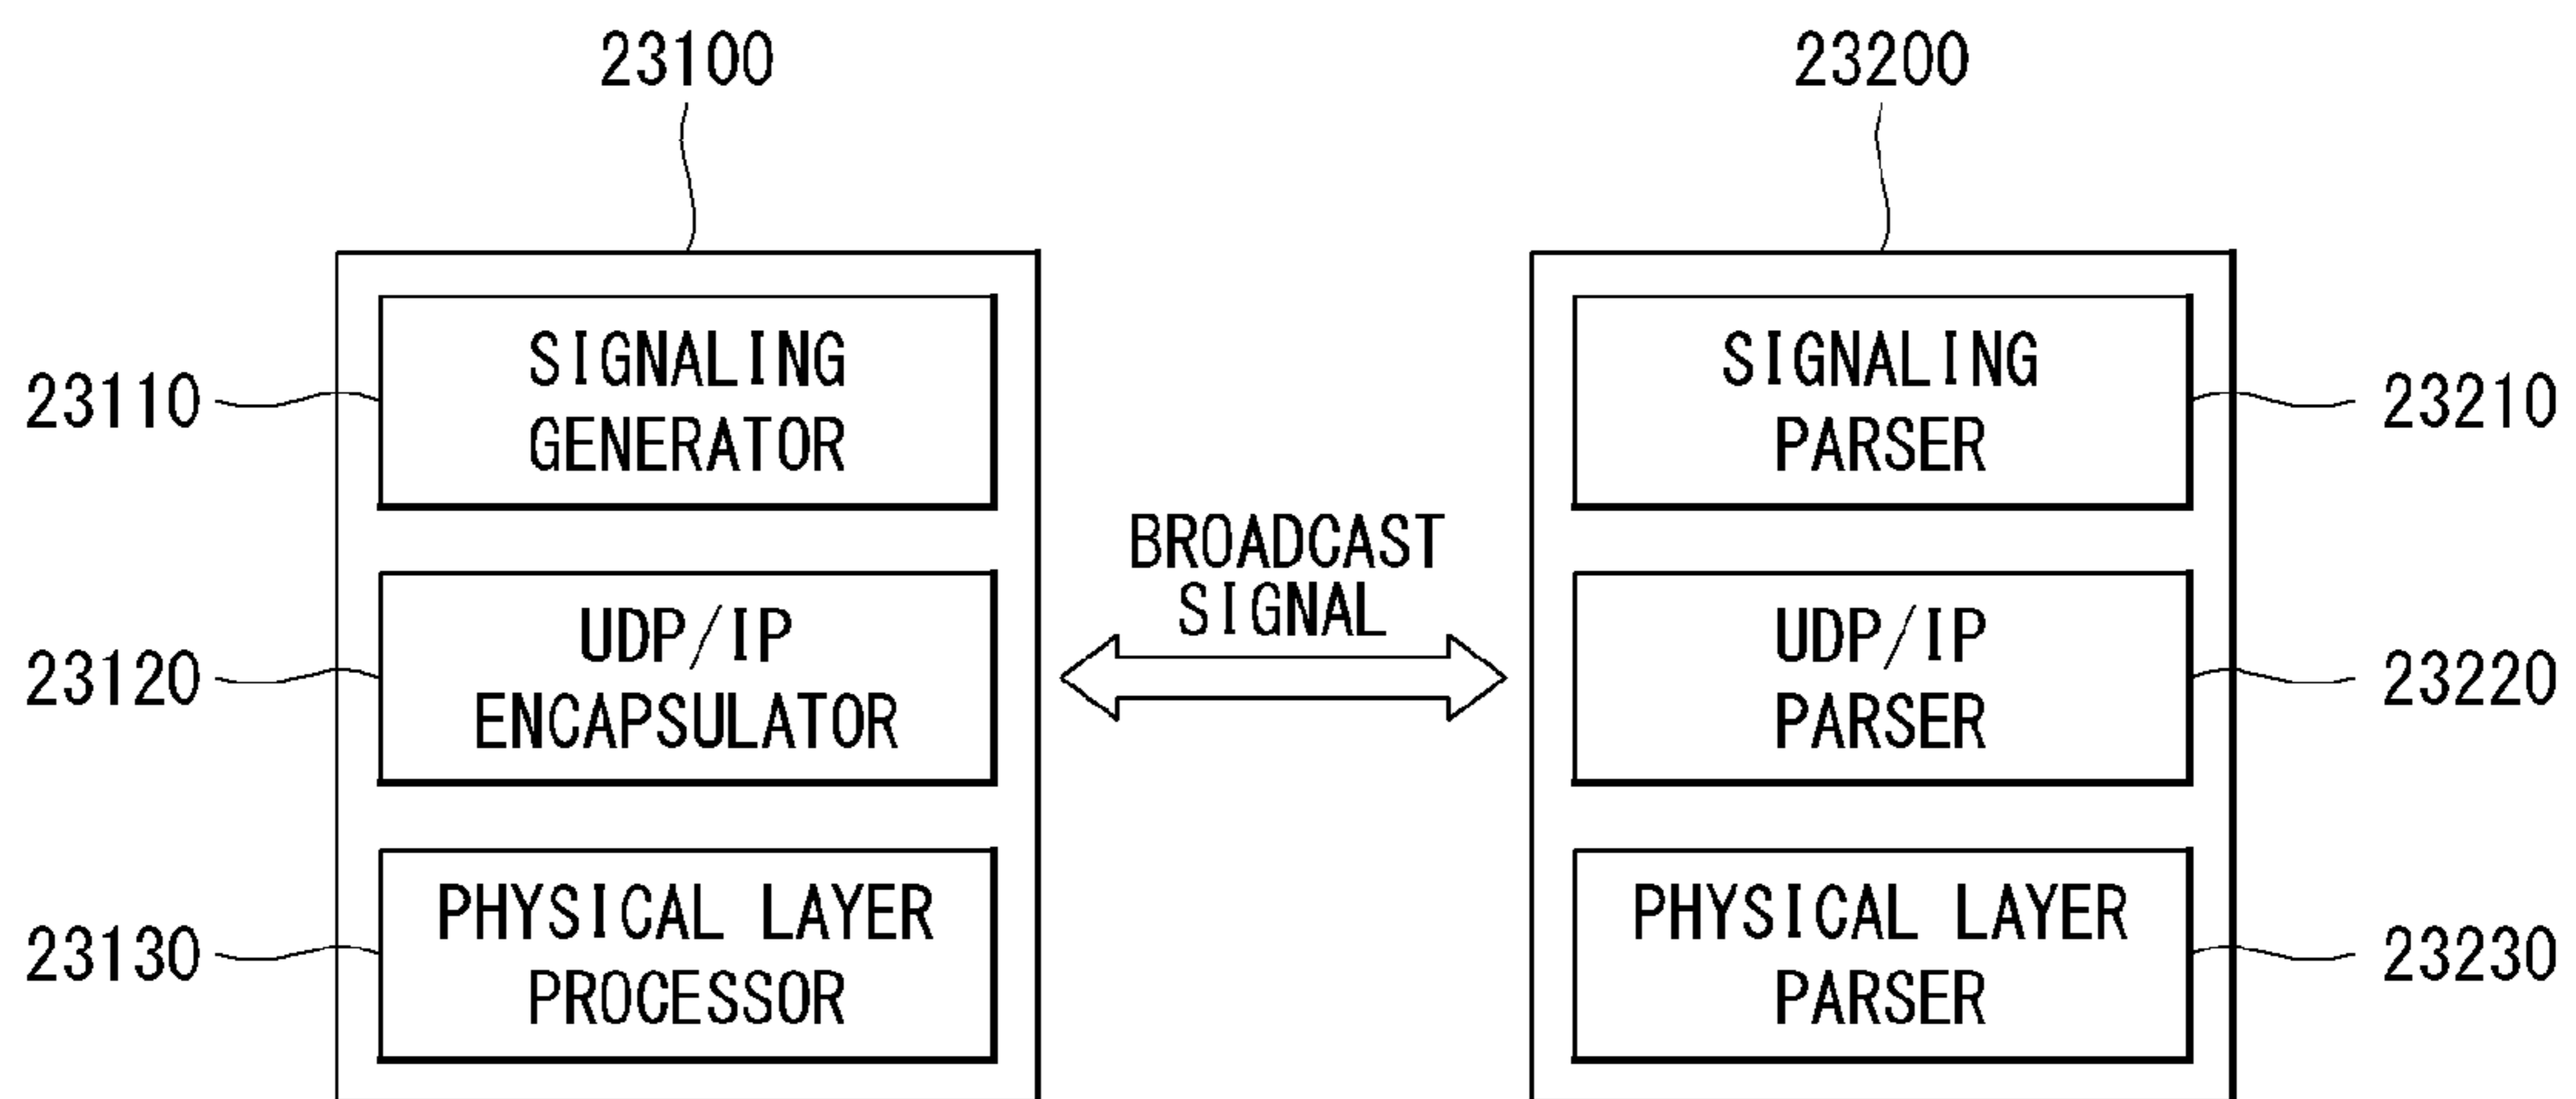 23100
23200
SIGNALING
GENERATOR
23110
UDP/IP
ENCAPSULATOR
23120
PHYSICAL LAYER
PROCESSOR
23130
BROADCAST
SIGNAL
SIGNALING
PARSER
23210
UDP/IP
PARSER
23220
PHYSICAL LAYER
PARSER
23230